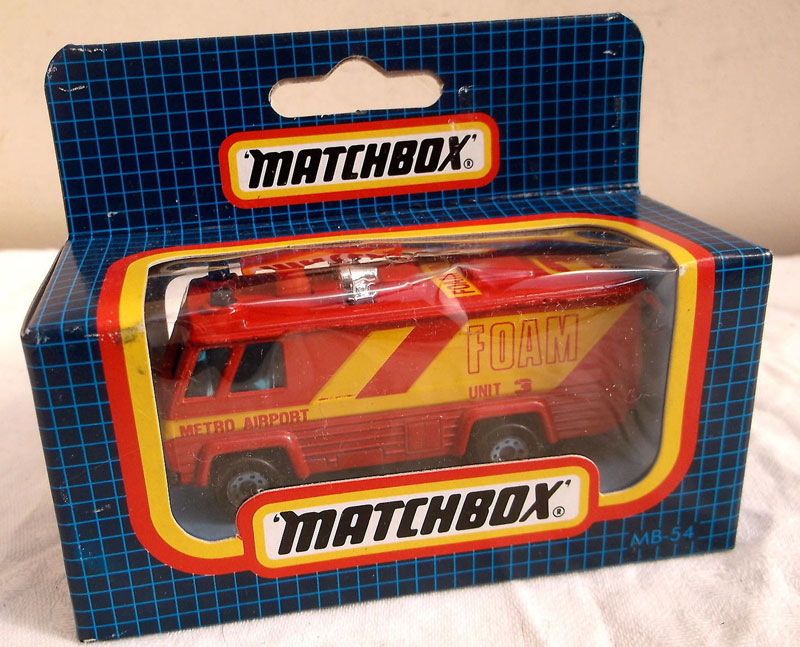 'MATCHBOX'®
FOAM
UNIT 3
METRO AIRPORT
'MATCHBOX'®
MB-54